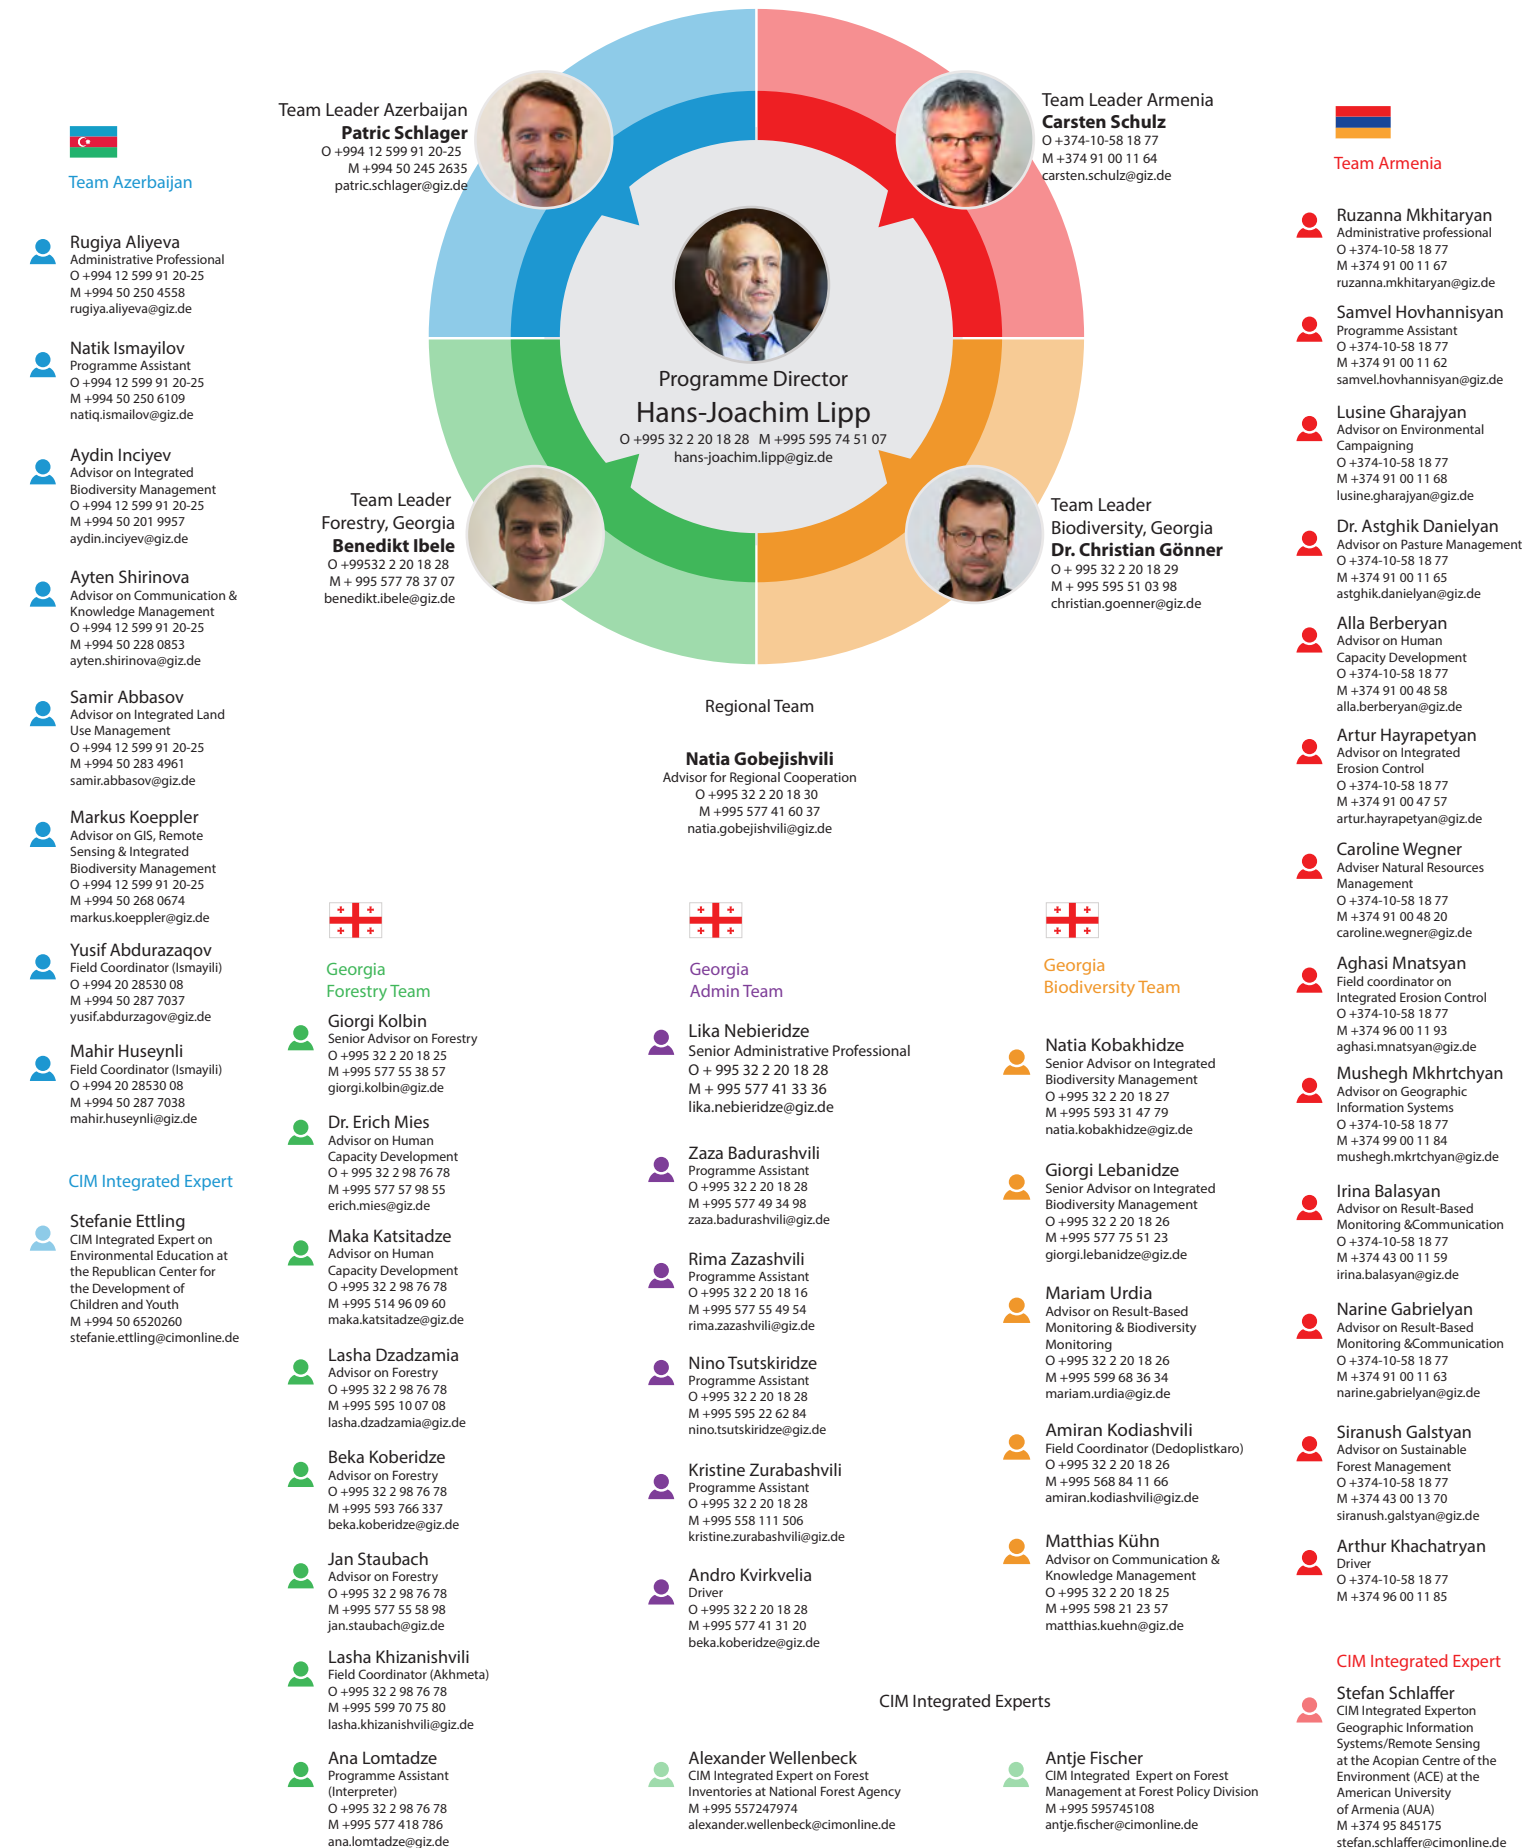 Team Leader Azerbaijan
Patric Schlager
O +994 12 599 91 20-25
M +994 50 245 2635
patric.schlager@giz.de
Team Leader Armenia
Carsten Schulz
O +374-10-58 18 77
M +374 91 00 11 64
carsten.schulz@giz.de
Programme Director
Hans-Joachim Lipp
O +995 32 2 20 18 28   M +995 595 74 51 07
hans-joachim.lipp@giz.de
Team Leader
Forestry, Georgia
Benedikt Ibele
O +99532 2 20 18 28
M + 995 577 78 37 07
benedikt.ibele@giz.de
Team Leader
Biodiversity, Georgia
Dr. Christian Gönner
O + 995 32 2 20 18 29
M + 995 595 51 03 98
christian.goenner@giz.de
Regional Team
Natia Gobejishvili
Advisor for Regional Cooperation
O +995 32 2 20 18 30
M +995 577 41 60 37
natia.gobejishvili@giz.de
Team Azerbaijan
Rugiya Aliyeva
Administrative Professional
O +994 12 599 91 20-25
M +994 50 250 4558
rugiya.aliyeva@giz.de
Natik Ismayilov
Programme Assistant
O +994 12 599 91 20-25
M +994 50 250 6109
natiq.ismailov@giz.de
Aydin Inciyev
Advisor on Integrated
Biodiversity Management
O +994 12 599 91 20-25
M +994 50 201 9957
aydin.inciyev@giz.de
Ayten Shirinova
Advisor on Communication &
Knowledge Management
O +994 12 599 91 20-25
M +994 50 228 0853
ayten.shirinova@giz.de
Samir Abbasov
Advisor on Integrated Land
Use Management
O +994 12 599 91 20-25
M +994 50 283 4961
samir.abbasov@giz.de
Markus Koeppler
Advisor on GIS, Remote
Sensing & Integrated
Biodiversity Management
O +994 12 599 91 20-25
M +994 50 268 0674
markus.koeppler@giz.de
Yusif Abdurazaqov
Field Coordinator (Ismayili)
O +994 20 28530 08
M +994 50 287 7037
yusif.abdurzagov@giz.de
Mahir Huseynli
Field Coordinator (Ismayili)
O +994 20 28530 08
M +994 50 287 7038
mahir.huseynli@giz.de
CIM Integrated Expert
Stefanie Ettling
CIM Integrated Expert on
Environmental Education at
the Republican Center for
the Development of
Children and Youth
M +994 50 6520260
stefanie.ettling@cimonline.de
Georgia
Forestry Team
Giorgi Kolbin
Senior Advisor on Forestry
O +995 32 2 20 18 25
M +995 577 55 38 57
giorgi.kolbin@giz.de
Dr. Erich Mies
Advisor on Human
Capacity Development
O + 995 32 2 98 76 78
M +995 577 57 98 55
erich.mies@giz.de
Maka Katsitadze
Advisor on Human
Capacity Development
O +995 32 2 98 76 78
M +995 514 96 09 60
maka.katsitadze@giz.de
Lasha Dzadzamia
Advisor on Forestry
O +995 32 2 98 76 78
M +995 595 10 07 08
lasha.dzadzamia@giz.de
Beka Koberidze
Advisor on Forestry
O +995 32 2 98 76 78
M +995 593 766 337
beka.koberidze@giz.de
Jan Staubach
Advisor on Forestry
O +995 32 2 98 76 78
M +995 577 55 58 98
jan.staubach@giz.de
Lasha Khizanishvili
Field Coordinator (Akhmeta)
O +995 32 2 98 76 78
M +995 599 70 75 80
lasha.khizanishvili@giz.de
Ana Lomtadze
Programme Assistant
(Interpreter)
O +995 32 2 98 76 78
M +995 577 418 786
ana.lomtadze@giz.de
Georgia
Admin Team
Lika Nebieridze
Senior Administrative Professional
O + 995 32 2 20 18 28
M + 995 577 41 33 36
lika.nebieridze@giz.de
Zaza Badurashvili
Programme Assistant
O +995 32 2 20 18 28
M +995 577 49 34 98
zaza.badurashvili@giz.de
Rima Zazashvili
Programme Assistant
O +995 32 2 20 18 16
M +995 577 55 49 54
rima.zazashvili@giz.de
Nino Tsutskiridze
Programme Assistant
O +995 32 2 20 18 28
M +995 595 22 62 84
nino.tsutskiridze@giz.de
Kristine Zurabashvili
Programme Assistant
O +995 32 2 20 18 28
M +995 558 111 506
kristine.zurabashvili@giz.de
Andro Kvirkvelia
Driver
O +995 32 2 20 18 28
M +995 577 41 31 20
beka.koberidze@giz.de
Georgia
Biodiversity Team
Natia Kobakhidze
Senior Advisor on Integrated
Biodiversity Management
O +995 32 2 20 18 27
M +995 593 31 47 79
natia.kobakhidze@giz.de
Giorgi Lebanidze
Senior Advisor on Integrated
Biodiversity Management
O +995 32 2 20 18 26
M +995 577 75 51 23
giorgi.lebanidze@giz.de
Mariam Urdia
Advisor on Result-Based
Monitoring & Biodiversity
Monitoring
O +995 32 2 20 18 26
M +995 599 68 36 34
mariam.urdia@giz.de
Amiran Kodiashvili
Field Coordinator (Dedoplistkaro)
O +995 32 2 20 18 26
M +995 568 84 11 66
amiran.kodiashvili@giz.de
Matthias Kühn
Advisor on Communication &
Knowledge Management
O +995 32 2 20 18 25
M +995 598 21 23 57
matthias.kuehn@giz.de
CIM Integrated Experts
Alexander Wellenbeck
CIM Integrated Expert on Forest
Inventories at National Forest Agency
M +995 557247974
alexander.wellenbeck@cimonline.de
Antje Fischer
CIM Integrated  Expert on Forest
Management at Forest Policy Division
M +995 595745108
antje.fischer@cimonline.de
Team Armenia
Ruzanna Mkhitaryan
Administrative professional
O +374-10-58 18 77
M +374 91 00 11 67
ruzanna.mkhitaryan@giz.de
Samvel Hovhannisyan
Programme Assistant
O +374-10-58 18 77
M +374 91 00 11 62
samvel.hovhannisyan@giz.de
Lusine Gharajyan
Advisor on Environmental
Campaigning
O +374-10-58 18 77
M +374 91 00 11 68
lusine.gharajyan@giz.de
Dr. Astghik Danielyan
Advisor on Pasture Management
O +374-10-58 18 77
M +374 91 00 11 65
astghik.danielyan@giz.de
Alla Berberyan
Advisor on Human
Capacity Development
O +374-10-58 18 77
M +374 91 00 48 58
alla.berberyan@giz.de
Artur Hayrapetyan
Advisor on Integrated
Erosion Control
O +374-10-58 18 77
M +374 91 00 47 57
artur.hayrapetyan@giz.de
Caroline Wegner
Adviser Natural Resources
Management
O +374-10-58 18 77
M +374 91 00 48 20
caroline.wegner@giz.de
Aghasi Mnatsyan
Field coordinator on
Integrated Erosion Control
O +374-10-58 18 77
M +374 96 00 11 93
aghasi.mnatsyan@giz.de
Mushegh Mkhrtchyan
Advisor on Geographic
Information Systems
O +374-10-58 18 77
M +374 99 00 11 84
mushegh.mkrtchyan@giz.de
Irina Balasyan
Advisor on Result-Based
Monitoring &Communication
O +374-10-58 18 77
M +374 43 00 11 59
irina.balasyan@giz.de
Narine Gabrielyan
Advisor on Result-Based
Monitoring &Communication
O +374-10-58 18 77
M +374 91 00 11 63
narine.gabrielyan@giz.de
Siranush Galstyan
Advisor on Sustainable
Forest Management
O +374-10-58 18 77
M +374 43 00 13 70
siranush.galstyan@giz.de
Arthur Khachatryan
Driver
O +374-10-58 18 77
M +374 96 00 11 85
CIM Integrated Expert
Stefan Schlaffer
CIM Integrated Experton
Geographic Information
Systems/Remote Sensing
at the Acopian Centre of the
Environment (ACE) at the
American University
of Armenia (AUA)
M +374 95 845175
stefan.schlaffer@cimonline.de